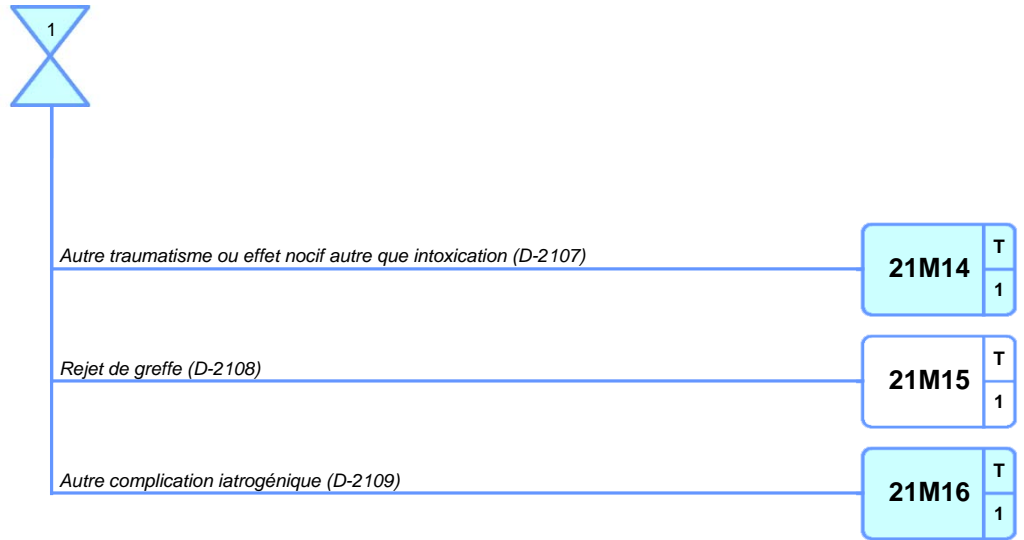 1
Autre traumatisme ou effet nocif autre que intoxication (D-2107)
21M14
T
1
Rejet de greffe (D-2108)
21M15
T
1
Autre complication iatrogénique (D-2109)
21M16
T
1